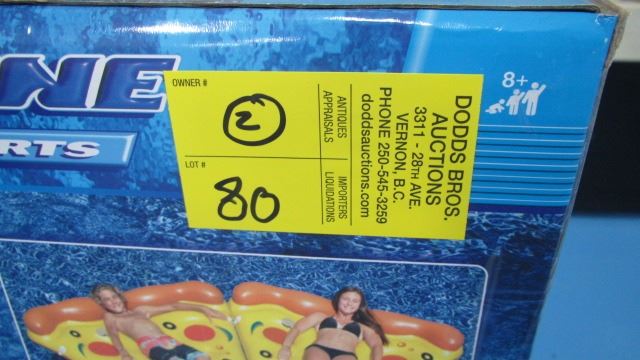 NE
RTS
8+
OWNER #
2
LOT #
80
ANTIQUES
APPRAISALS
IMPORTERS
LIQUIDATIONS
DODDS BROS.
AUCTIONS
3311 - 28TH AVE.
VERNON, B.C.
PHONE 250-545-3259
doddsauctions.com